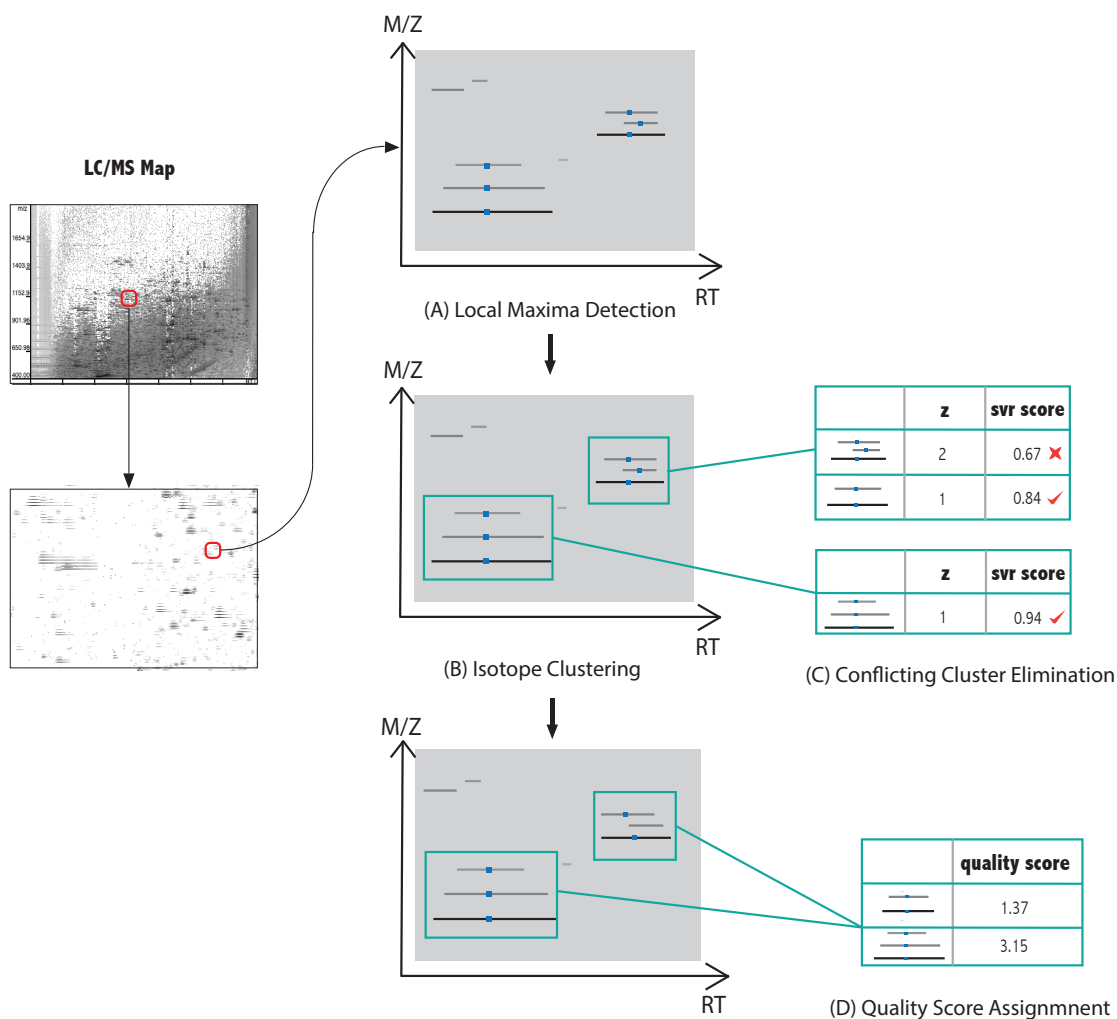 LC/MS Map
m/z
1654.9
1403.9
1152.9
901.96
650.98
400.00
M/Z
RT
(A) Local Maxima Detection
M/Z
RT
(B) Isotope Clustering
z svr score
2 0.67
1 0.84
z svr score
1 0.94
(C) Conflicting Cluster Elimination
M/Z
RT
quality score
1.37
3.15
(D) Quality Score Assignmnent